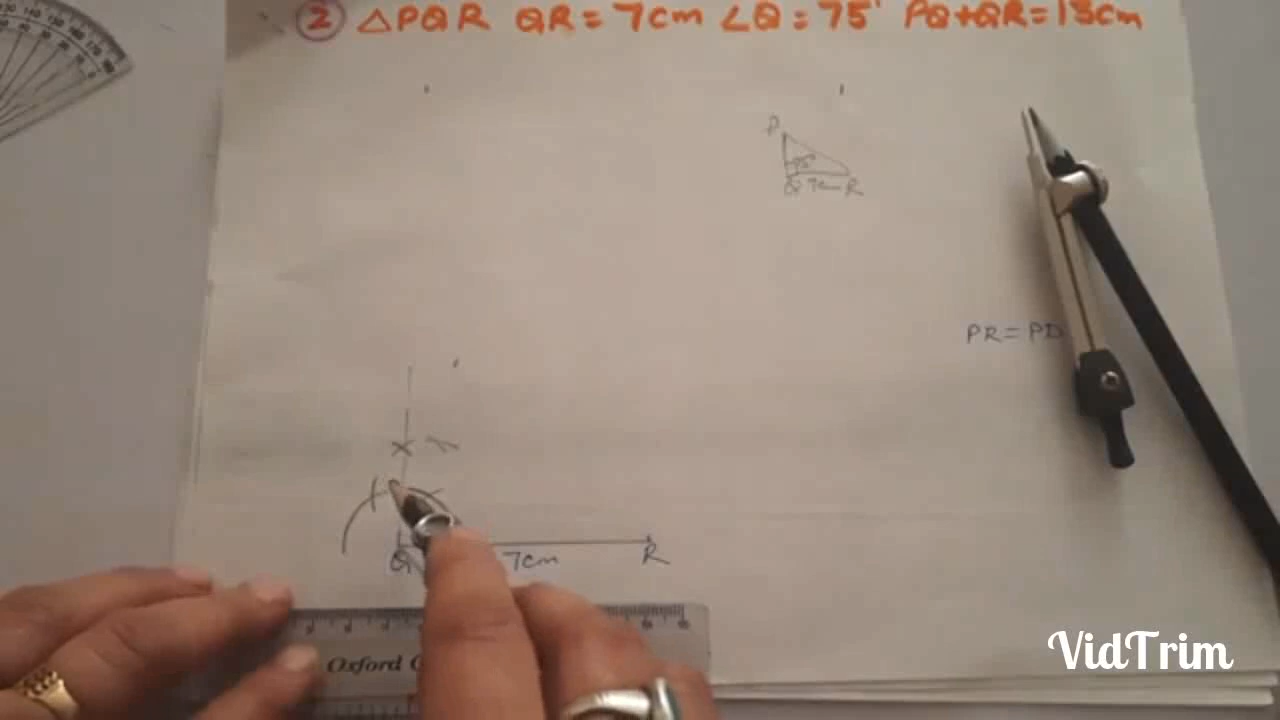 ② △PQR QR = 7cm ∠Q = 75° PQ+QR = 13cm
P
75°
Q 7cm R
PR = PD
Q 7cm R
Oxford
VidTrim